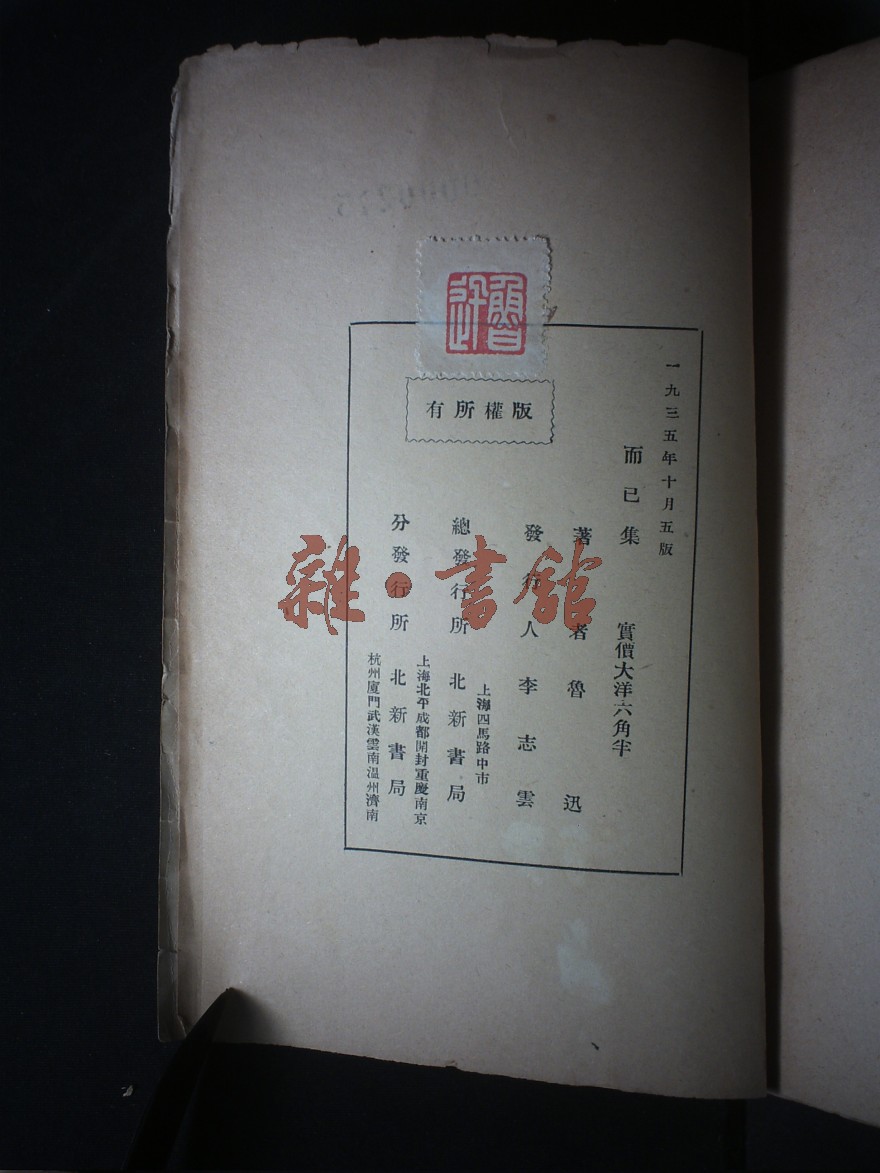 一九三五年十月五版
而已集 實價大洋六角半
著者 魯迅
發行人 李志雲
上海四馬路中市
總發行所 北新書局
上海北平成都開封重慶南京
分發行所 北新書局
杭州廈門武漢雲南溫州濟南
版權所有
魯迅
雜·書館